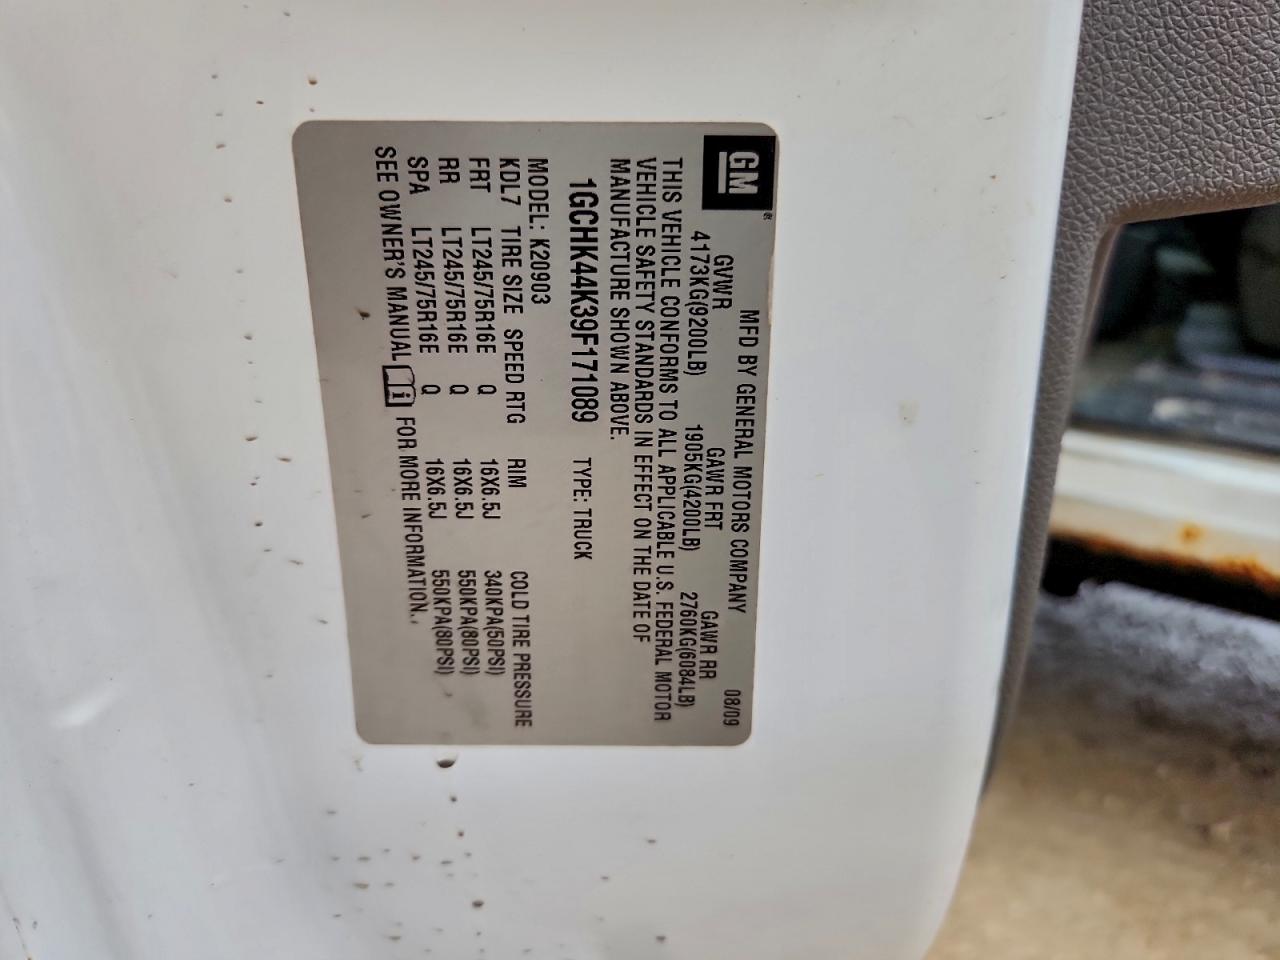 GM®
MFD BY GENERAL MOTORS COMPANY 08/09
GVWR GAWR FRT GAWR RR
4173KG(9200LB) 1905KG(4200LB) 2760KG(6084LB)
THIS VEHICLE CONFORMS TO ALL APPLICABLE U.S. FEDERAL MOTOR
VEHICLE SAFETY STANDARDS IN EFFECT ON THE DATE OF
MANUFACTURE SHOWN ABOVE.
1GCHK44K39F171089 TYPE: TRUCK
MODEL: K20903
KDL7 TIRE SIZE SPEED RTG RIM COLD TIRE PRESSURE
FRT LT245/75R16E Q 16X6.5J 340KPA(50PSI)
RR LT245/75R16E Q 16X6.5J 550KPA(80PSI)
SPA LT245/75R16E Q 16X6.5J 550KPA(80PSI)
SEE OWNER'S MANUAL i FOR MORE INFORMATION.